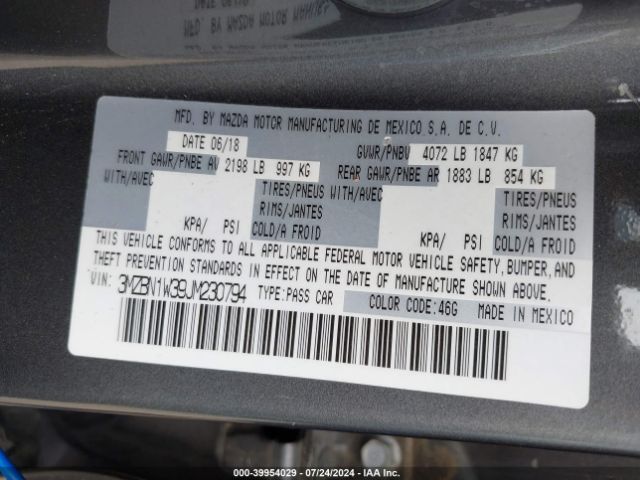 MFD. BY MAZDA MOTOR MANUFACTURING DE MEXICO S.A. DE C.V.
DATE 06/18 GVWR/PNBV 4072 LB 1847 KG
FRONT GAWR/PNBE AV 2198 LB 997 KG REAR GAWR/PNBE AR 1883 LB 854 KG
WITH/AVEC TIRES/PNEUS WITH/AVEC TIRES/PNEUS
RIMS/JANTES RIMS/JANTES
KPA/ PSI COLD/A FROID KPA/ PSI COLD/A FROID
THIS VEHICLE CONFORMS TO ALL APPLICABLE FEDERAL MOTOR VEHICLE SAFETY, BUMPER, AND
THEFT PREVENTION STANDARDS IN EFFECT ON THE DATE OF MANUFACTURE SHOWN ABOVE.
VIN: 3MZBN1W39JM230794 TYPE:PASS CAR COLOR CODE:46G MADE IN MEXICO
000-39954029 / 07/24/2024 / IAA Inc.